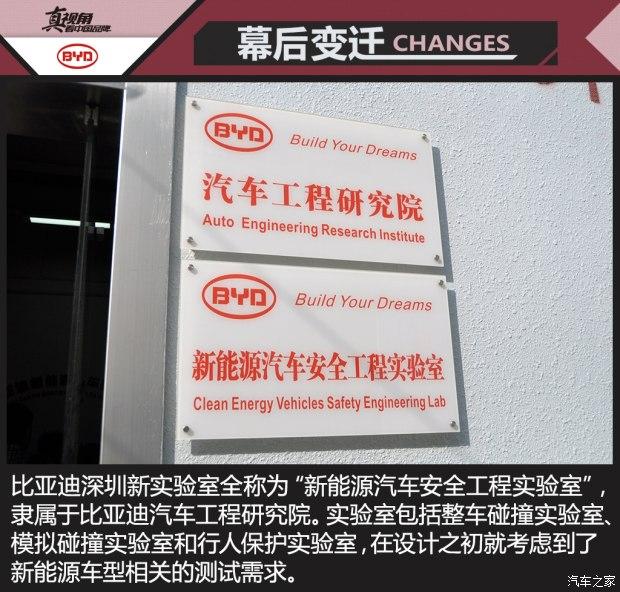 真视角
看中国品牌
BYD
幕后变迁 CHANGES
BYD Build Your Dreams
汽车工程研究院
Auto Engineering Research Institute
BYD Build Your Dreams
新能源汽车安全工程实验室
Clean Energy Vehicles Safety Engineering Lab
比亚迪深圳新实验室全称为“新能源汽车安全工程实验室”,
隶属于比亚迪汽车工程研究院。实验室包括整车碰撞实验室、
模拟碰撞实验室和行人保护实验室,在设计之初就考虑到了
新能源车型相关的测试需求。
汽车之家